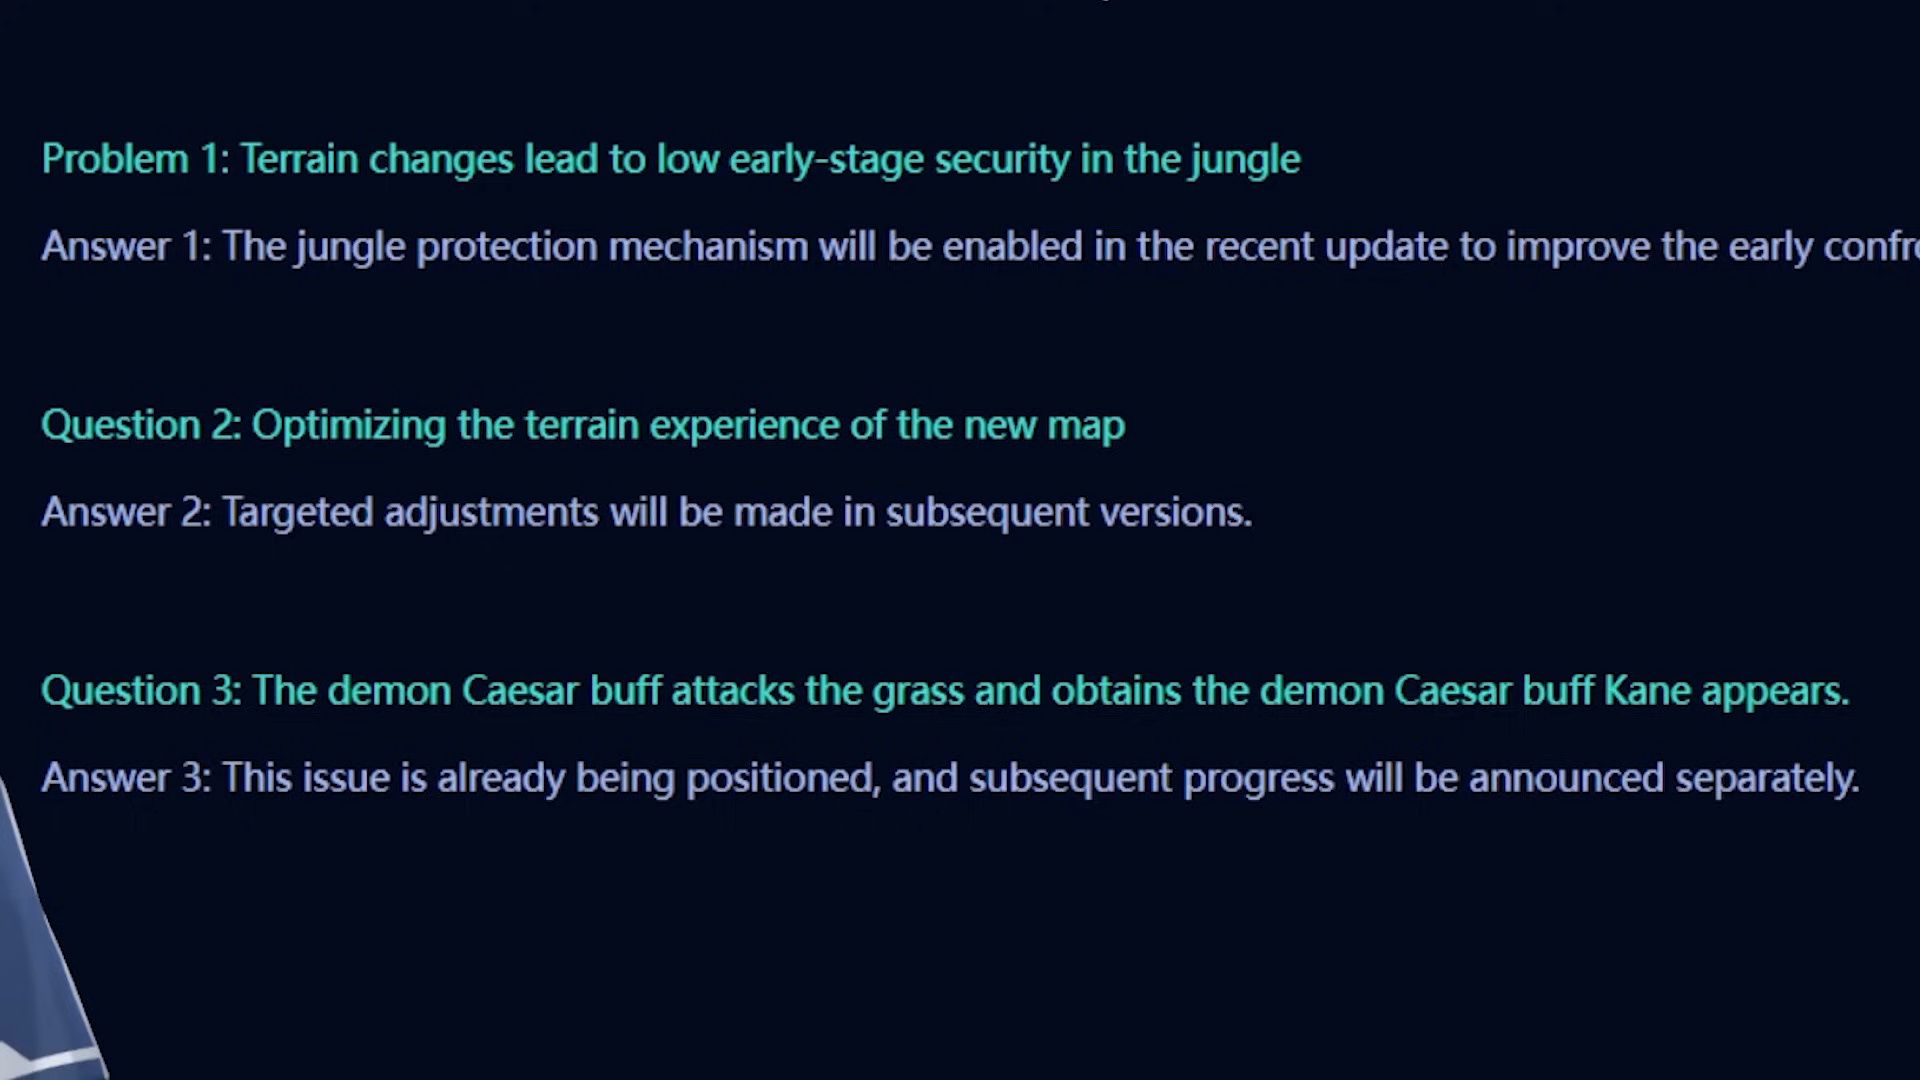 Problem 1: Terrain changes lead to low early-stage security in the jungle
Answer 1: The jungle protection mechanism will be enabled in the recent update to improve the early
Question 2: Optimizing the terrain experience of the new map
Answer 2: Targeted adjustments will be made in subsequent versions.
Question 3: The demon Caesar buff attacks the grass and obtains the demon Caesar buff Kane appears.
Answer 3: This issue is already being positioned, and subsequent progress will be announced separately.